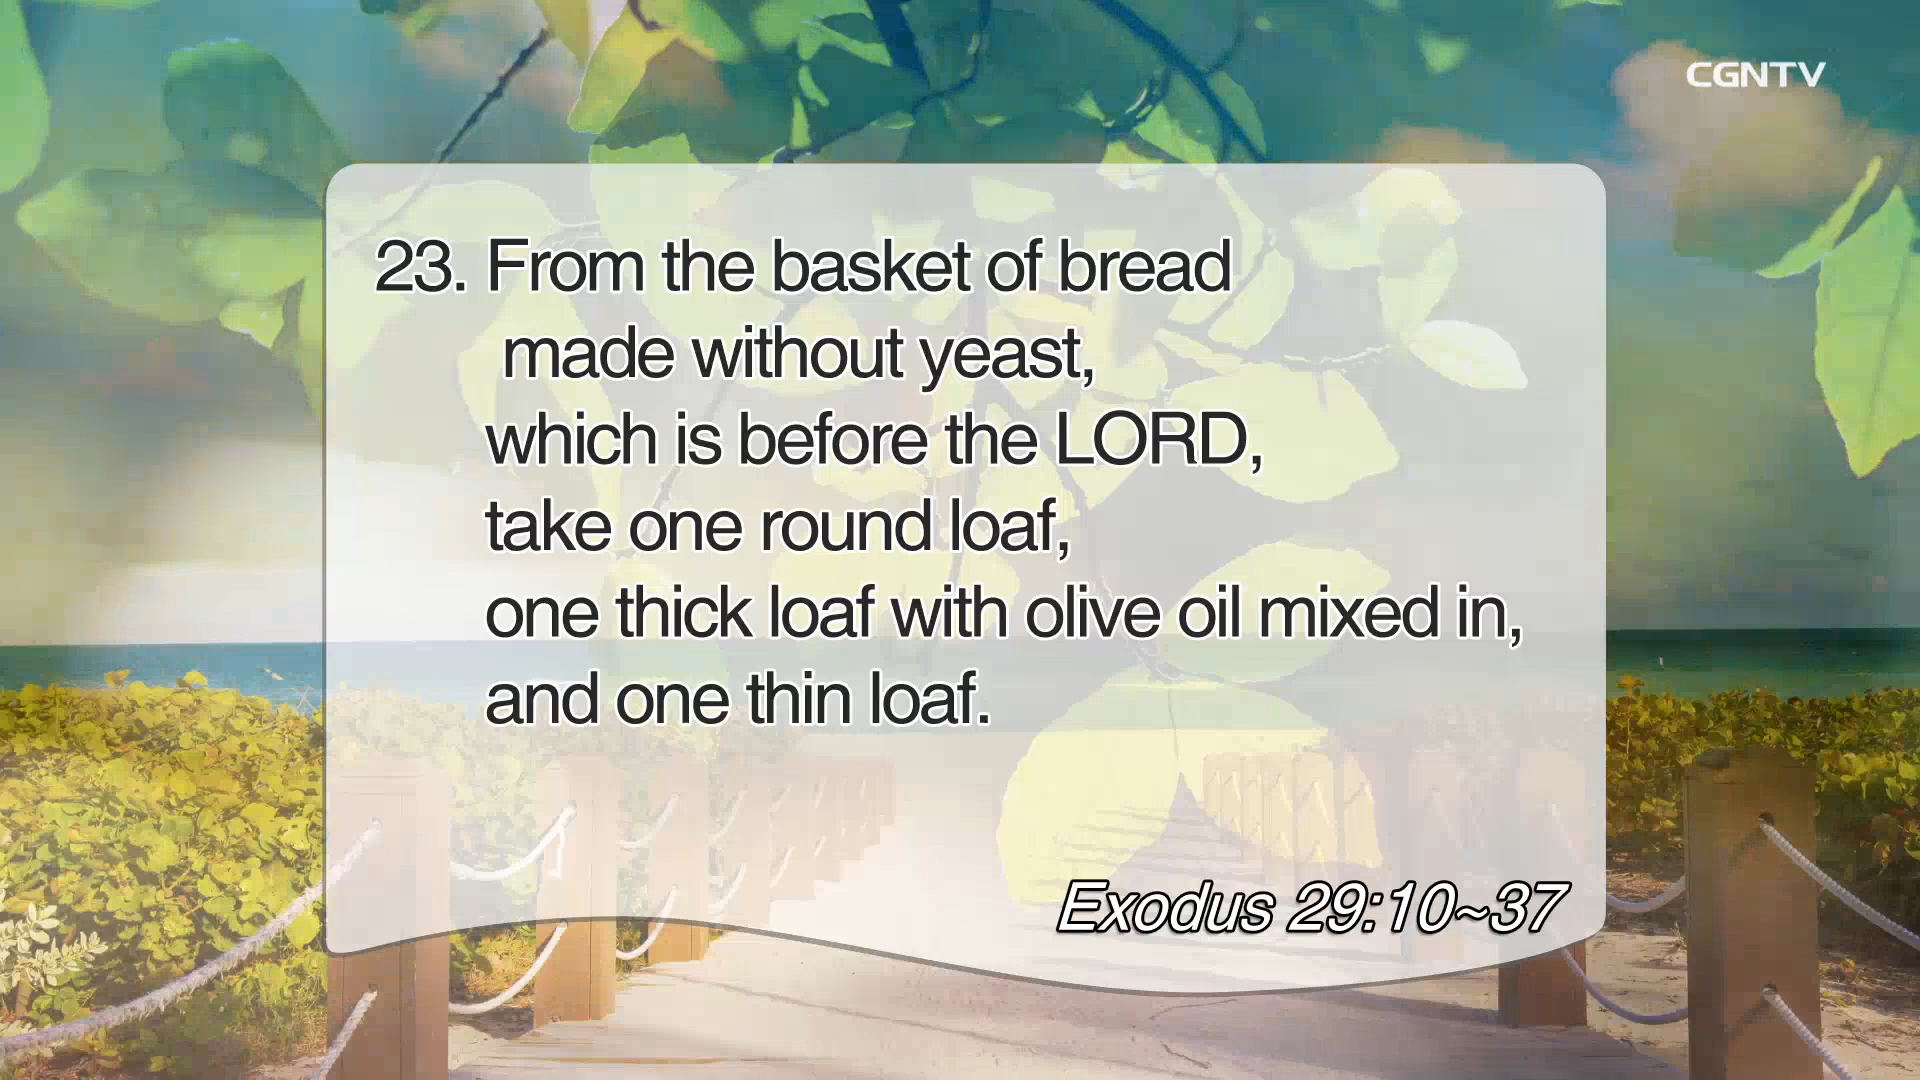 CGNTV
23. From the basket of bread
made without yeast,
which is before the LORD,
take one round loaf,
one thick loaf with olive oil mixed in,
and one thin loaf.
Exodus 29:10~37